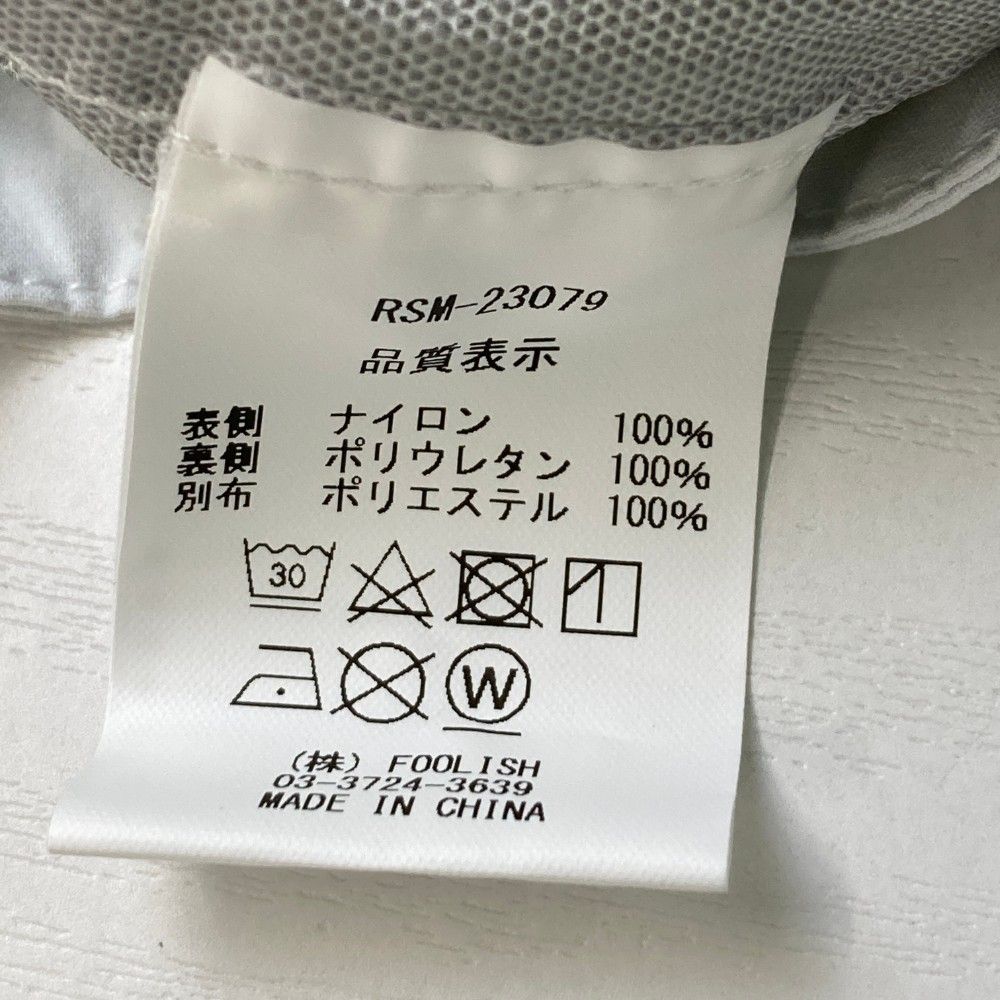 RSM-23079
品質表示
表側 ナイロン 100%
裏側 ポリウレタン 100%
別布 ポリエステル 100%
30
W
(株) FOOLISH
03-3724-3639
MADE IN CHINA